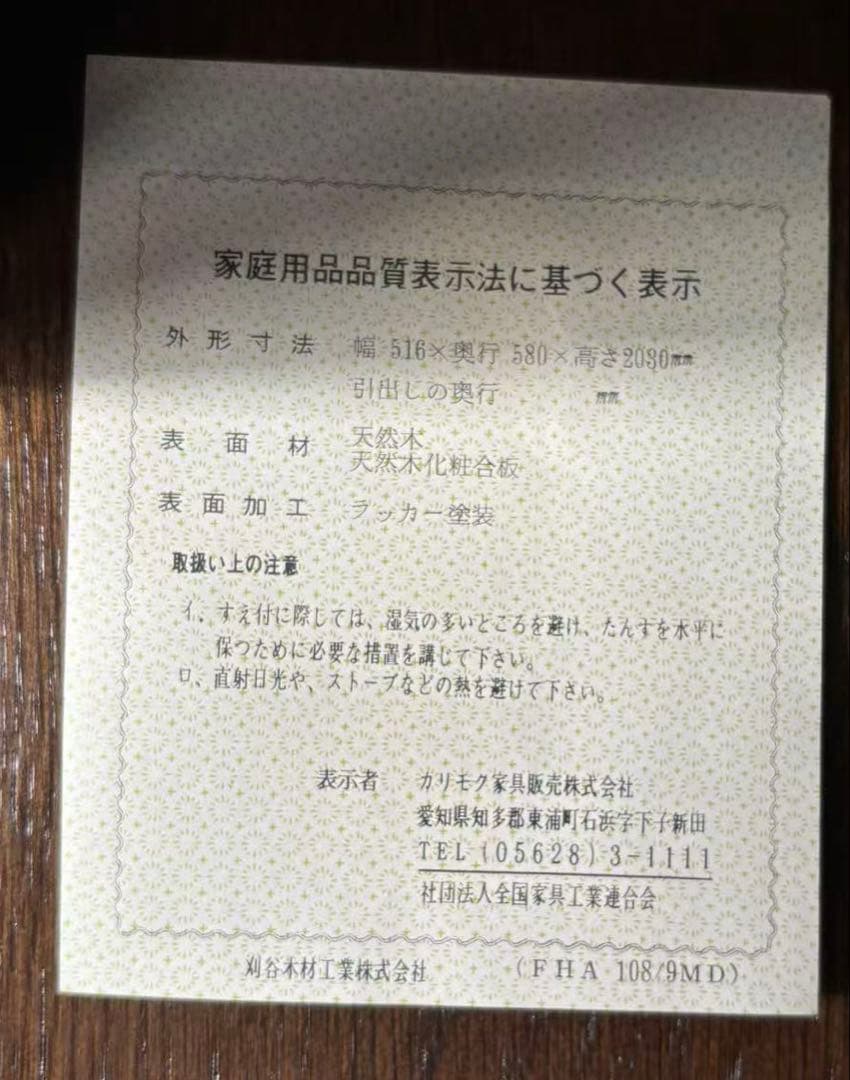 家庭用品品質表示法に基づく表示
外形寸法 幅 516×奥行 580×高さ2030㎜
引出しの奥行 ㎜
表面材 天然木
天然木化粧合板
表面加工 ラッカー塗装
取扱い上の注意
イ、すえ付に際しては、湿気の多いところを避け、たんすを水平に
保つために必要な措置を講じて下さい。
ロ、直射日光や、ストーブなどの熱を避けて下さい。
表示者 カリモク家具販売株式会社
愛知県知多郡東浦町石浜字下子新田
TEL(05628)3-1111
社団法人全国家具工業連合会
刈谷木材工業株式会社 (FHA 108/9MD)